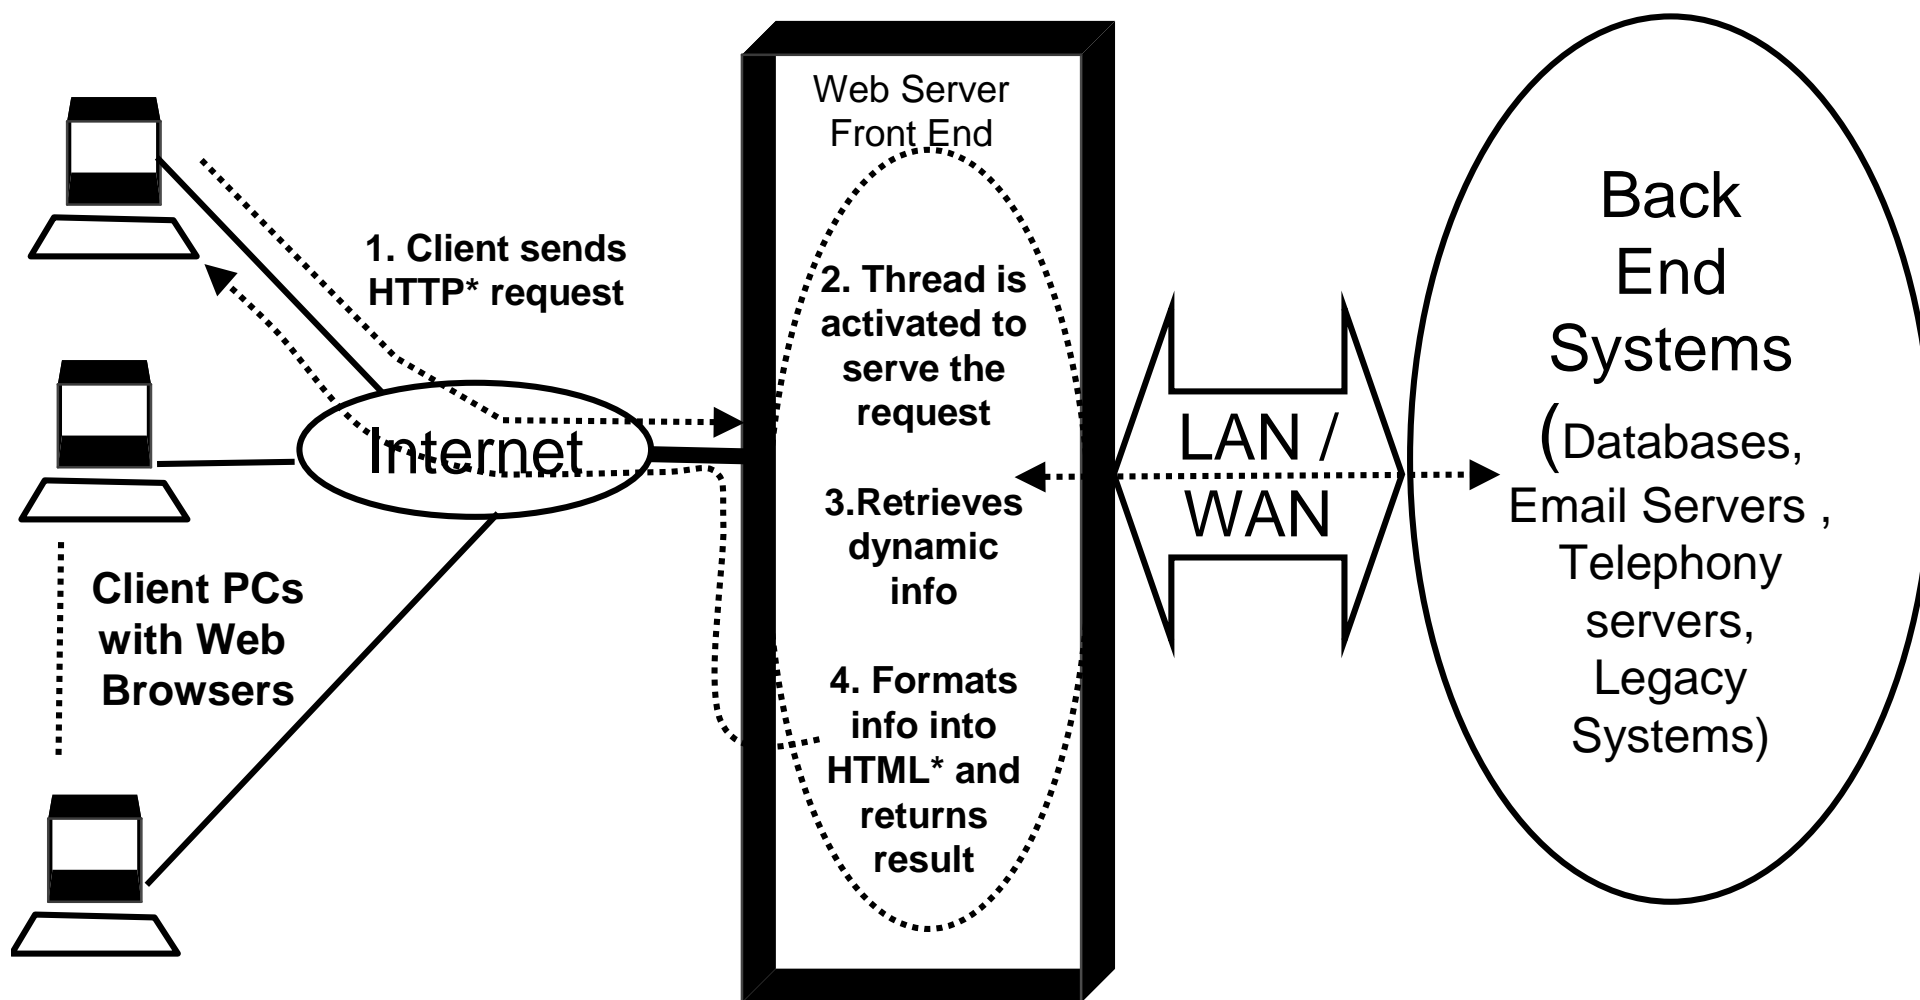 Web Server
Front End
1. Client sends
HTTP* request
2. Thread is
activated to
serve the
request
Internet
3.Retrieves
dynamic
info
4. Formats
info into
HTML* and
returns
result
Client PCs
with Web
Browsers
LAN /
WAN
Back
End
Systems
(Databases,
Email Servers ,
Telephony
servers,
Legacy
Systems)